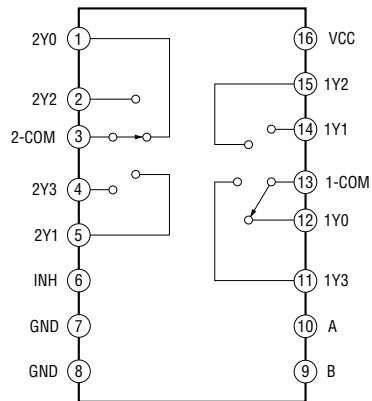 2Y0 1
2Y2 2
2-COM 3
2Y3 4
2Y1 5
INH 6
GND 7
GND 8
16 VCC
15 1Y2
14 1Y1
13 1-COM
12 1Y0
11 1Y3
10 A
9 B